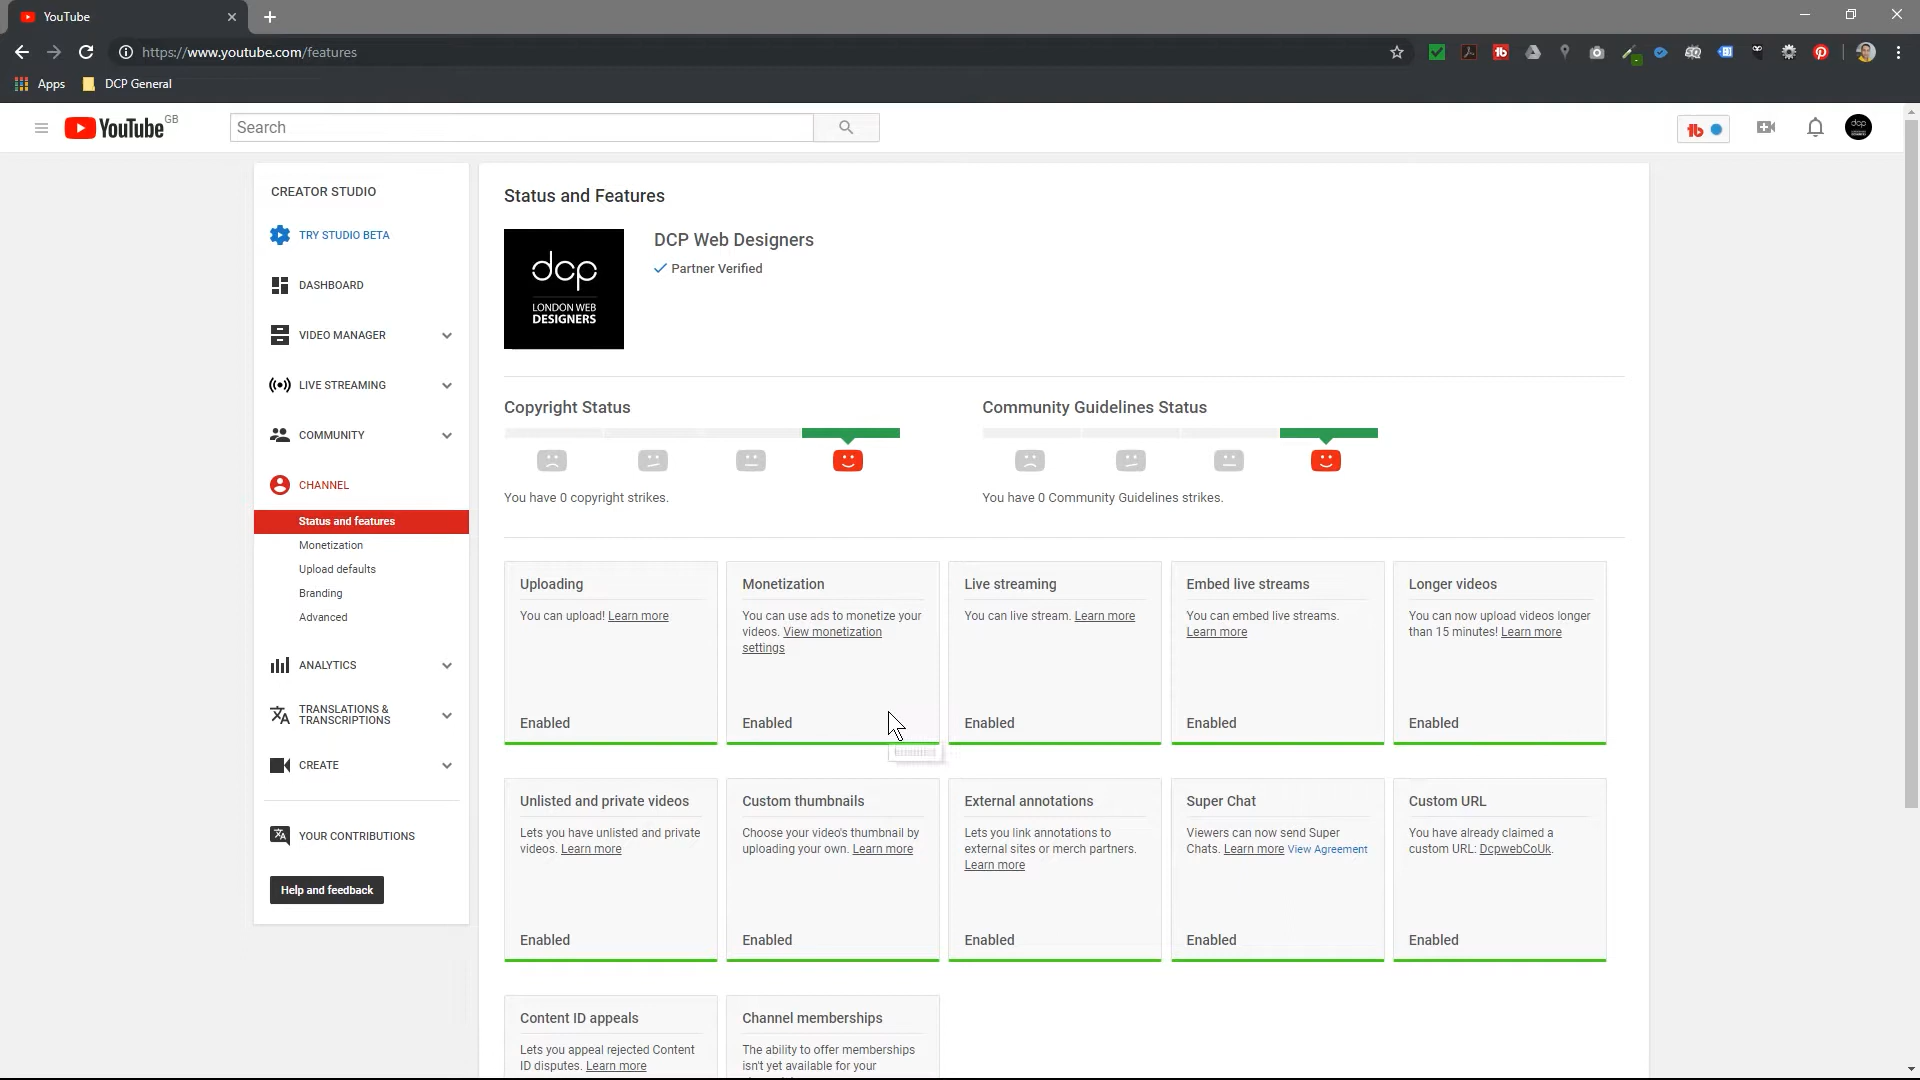 YouTube
https://www.youtube.com/features
Apps
DCP General
YouTube GB
Search
CREATOR STUDIO
TRY STUDIO BETA
DASHBOARD
VIDEO MANAGER
LIVE STREAMING
COMMUNITY
CHANNEL
Status and features
Monetization
Upload defaults
Branding
Advanced
ANALYTICS
TRANSLATIONS &
TRANSCRIPTIONS
CREATE
YOUR CONTRIBUTIONS
Help and feedback
Status and Features
dcp
LONDON WEB
DESIGNERS
DCP Web Designers
Partner Verified
Copyright Status
You have 0 copyright strikes.
Community Guidelines Status
You have 0 Community Guidelines strikes.
Uploading
You can upload! Learn more
Enabled
Monetization
You can use ads to monetize your
videos. View monetization
settings
Enabled
Live streaming
You can live stream. Learn more
Enabled
Embed live streams
You can embed live streams.
Learn more
Enabled
Longer videos
You can now upload videos longer
than 15 minutes! Learn more
Enabled
Unlisted and private videos
Lets you have unlisted and private
videos. Learn more
Enabled
Custom thumbnails
Choose your video's thumbnail by
uploading your own. Learn more
Enabled
External annotations
Lets you link annotations to
external sites or merch partners.
Learn more
Enabled
Super Chat
Viewers can now send Super
Chats. Learn more View Agreement
Enabled
Custom URL
You have already claimed a
custom URL: DcpwebCoUk.
Enabled
Content ID appeals
Lets you appeal rejected Content
ID disputes. Learn more
Channel memberships
The ability to offer memberships
isn't yet available for your